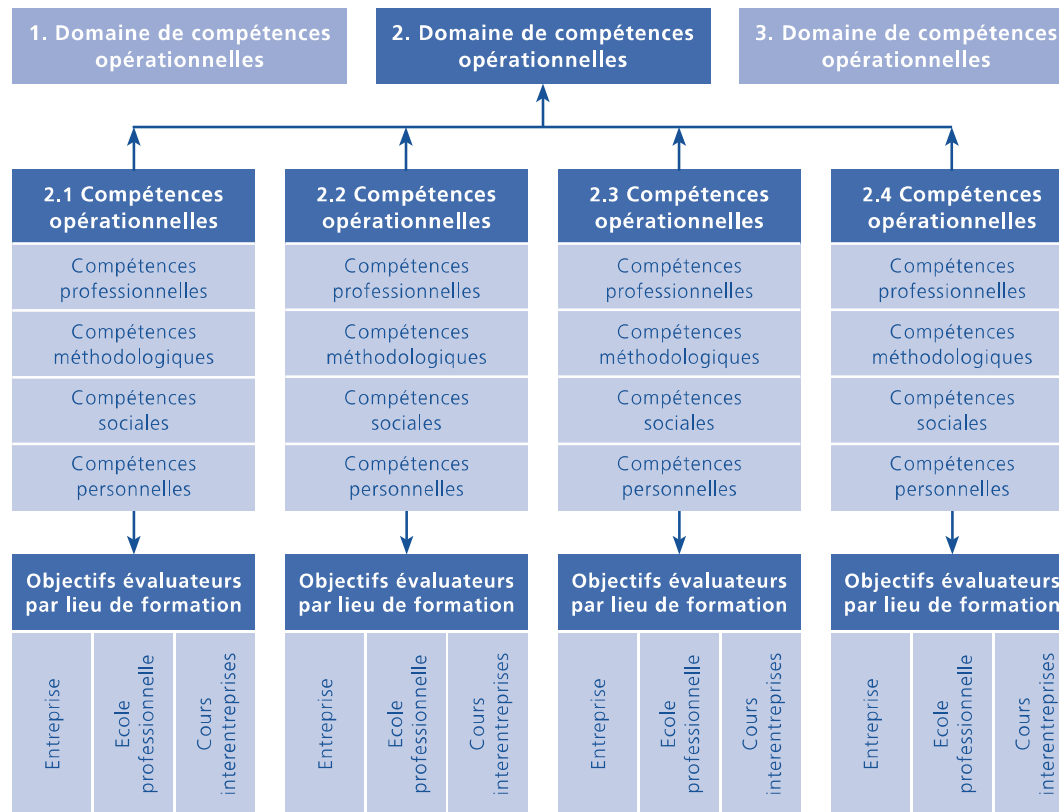 1. Domaine de compétences
opérationnelles
2. Domaine de compétences
opérationnelles
3. Domaine de compétences
opérationnelles
2.1 Compétences
opérationnelles
Compétences
professionnelles
Compétences
méthodologiques
Compétences
sociales
Compétences
personnelles
Objectifs évaluateurs
par lieu de formation
Entreprise
Ecole
professionnelle
Cours
interentreprises
2.2 Compétences
opérationnelles
Compétences
professionnelles
Compétences
méthodologiques
Compétences
sociales
Compétences
personnelles
Objectifs évaluateurs
par lieu de formation
Entreprise
Ecole
professionnelle
Cours
interentreprises
2.3 Compétences
opérationnelles
Compétences
professionnelles
Compétences
méthodologiques
Compétences
sociales
Compétences
personnelles
Objectifs évaluateurs
par lieu de formation
Entreprise
Ecole
professionnelle
Cours
interentreprises
2.4 Compétences
opérationnelles
Compétences
professionnelles
Compétences
méthodologiques
Compétences
sociales
Compétences
personnelles
Objectifs évaluateurs
par lieu de formation
Entreprise
Ecole
professionnelle
Cours
interentreprises